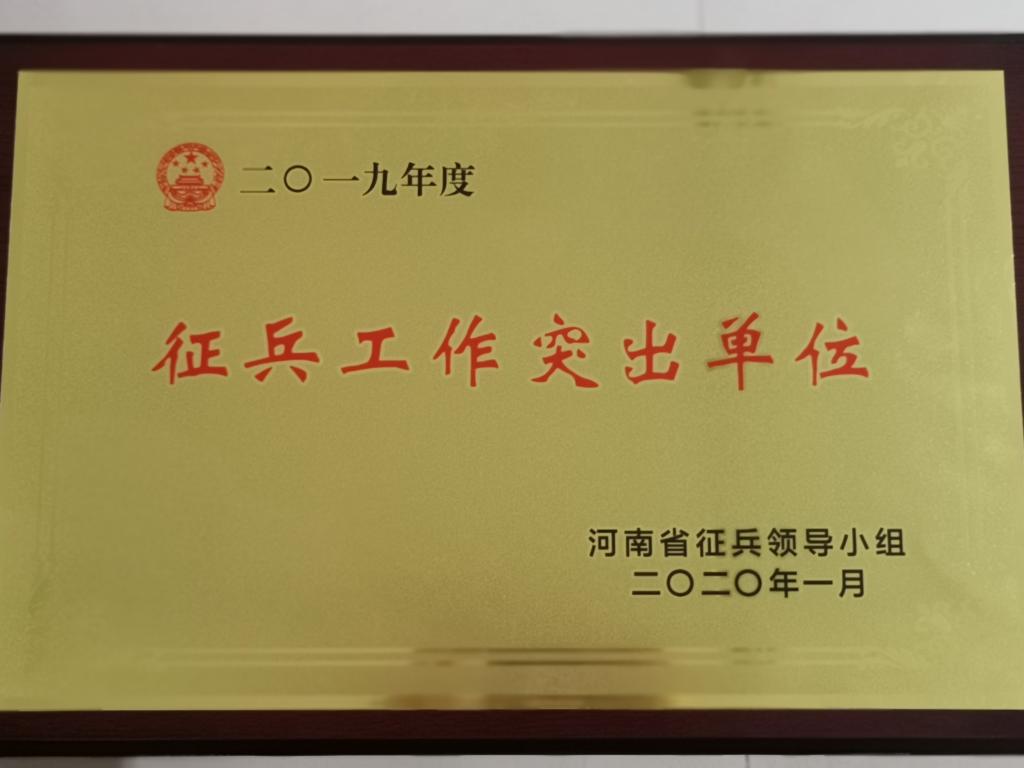 二〇一九年度
征兵工作突出单位
河南省征兵领导小组
二〇二〇年一月